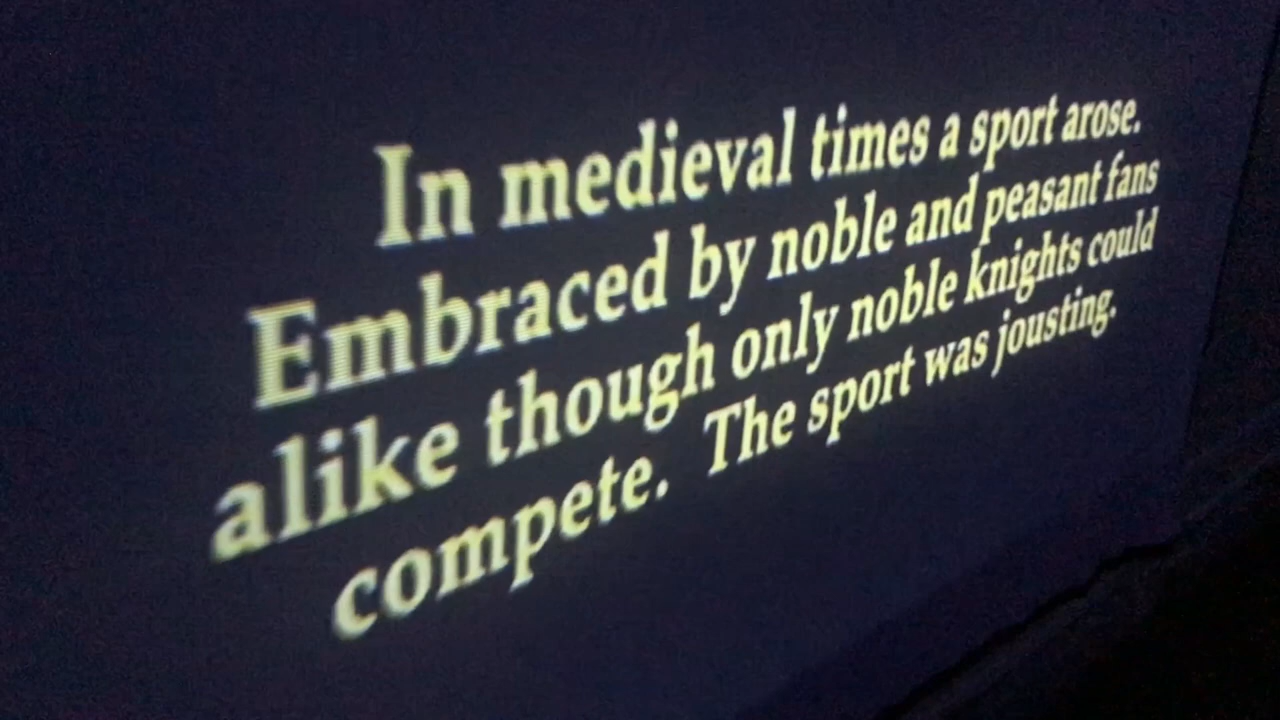 In medieval times a sport arose.
Embraced by noble and peasant fans
alike though only noble knights could
compete.  The sport was jousting.